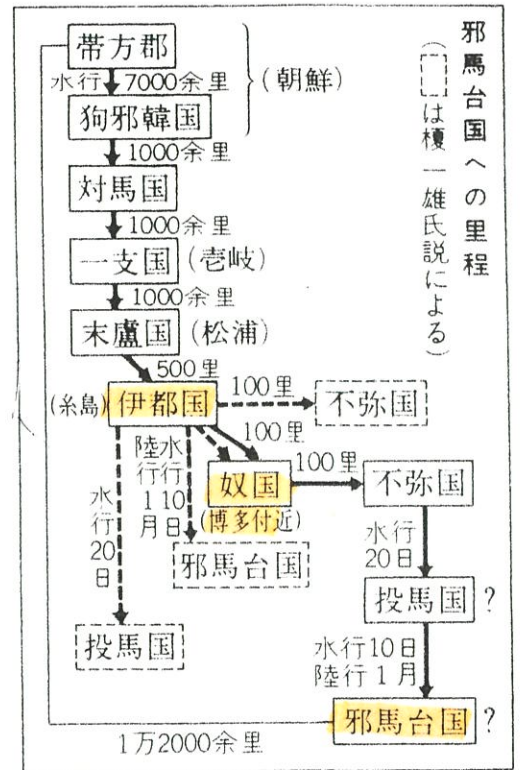 邪馬台国への里程
(□は榎一雄氏説による)
帯方郡
水行 7000余里
(朝鮮)
狗邪韓国
1000余里
対馬国
1000余里
一支国 (壱岐)
1000余里
末盧国 (松浦)
500里
(糸島) 伊都国
100里
不弥国
100里
奴国
(博多付近)
100里
不弥国
水行10日
陸行1月
邪馬台国
水行20日
投馬国
水行
20日
投馬国 ?
水行10日
陸行1月
邪馬台国 ?
1万2000余里